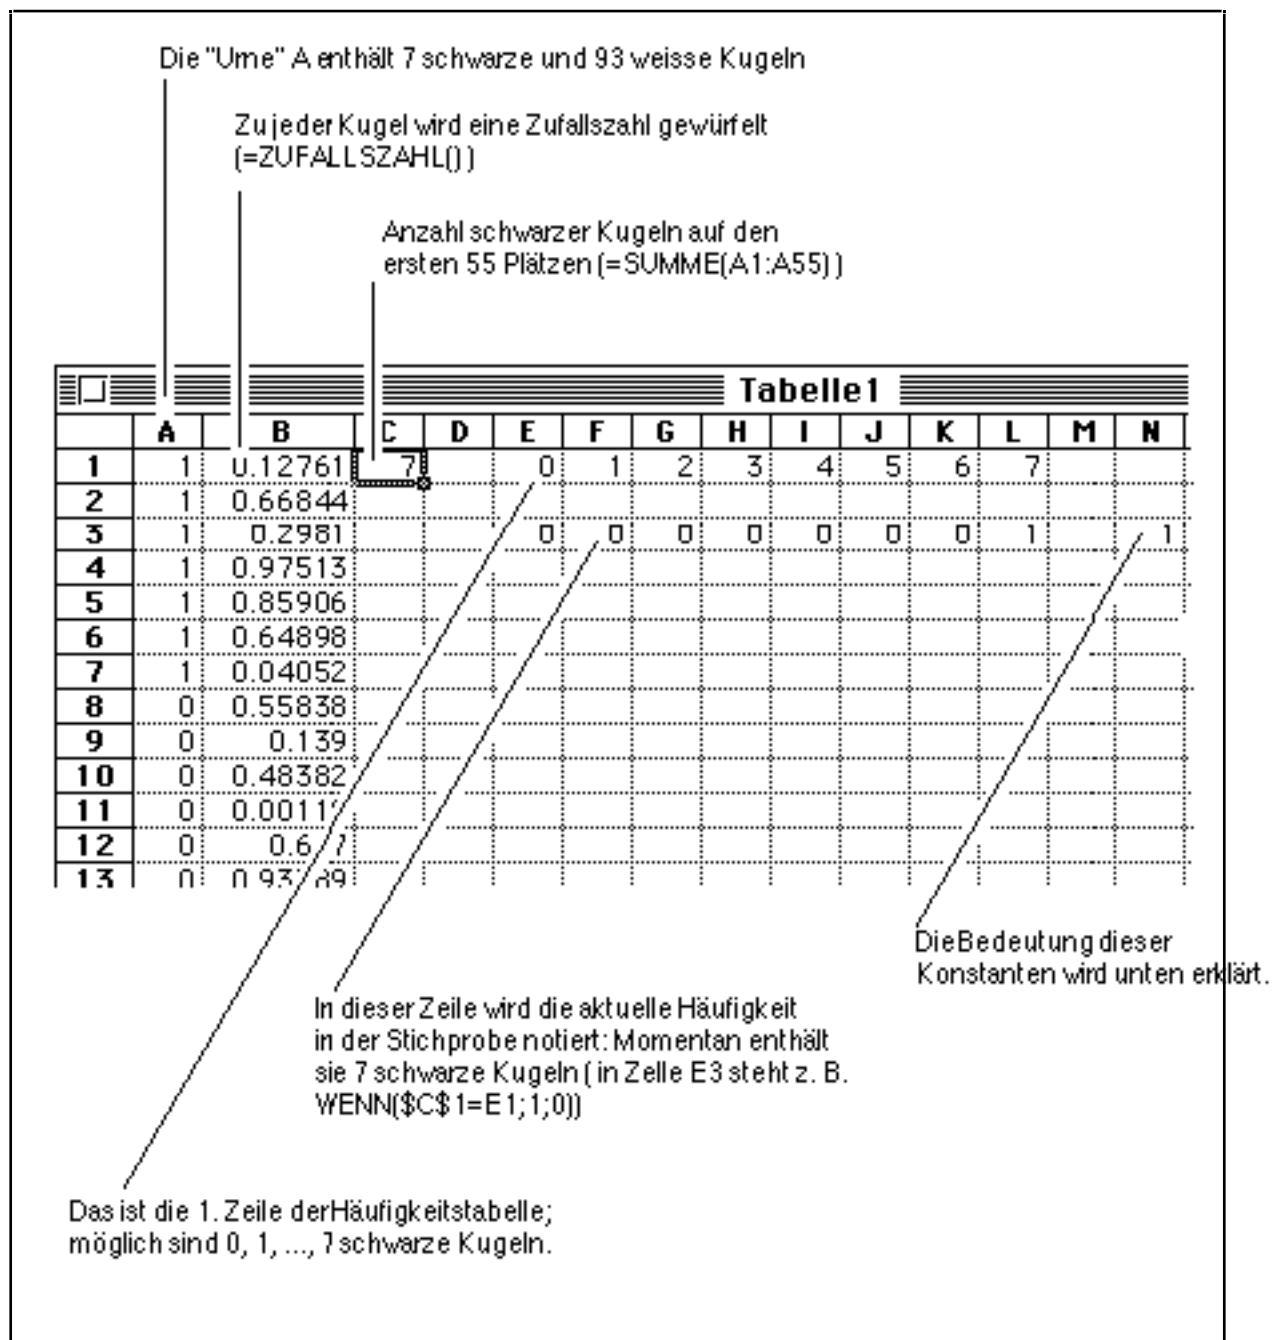 Die "Urne" A enthält 7 schwarze und 93 weisse Kugeln
Zu jeder Kugel wird eine Zufallszahl gewürfelt
(=ZUFALLSZAHL())
Anzahl schwarzer Kugeln auf den
ersten 55 Plätzen (=SUMME(A1:A55))
Tabelle1
A B C D E F G H I J K L M N
1 1 0.12761 7 0 1 2 3 4 5 6 7
2 1 0.66844
3 1 0.2981 0 0 0 0 0 0 0 1 1
4 1 0.97513
5 1 0.85906
6 1 0.64898
7 1 0.04052
8 0 0.55838
9 0 0.139
10 0 0.48382
11 0
12 0
13 0
Die Bedeutung dieser
Konstanten wird unten erklärt.
In dieser Zeile wird die aktuelle Häufigkeit
in der Stichprobe notiert: Momentan enthält
sie 7 schwarze Kugeln ( in Zelle E3 steht z. B.
WENN($C$1=E1;1;0))
Das ist die 1. Zeile der Häufigkeitstabelle;
möglich sind 0, 1, ..., 7 schwarze Kugeln.